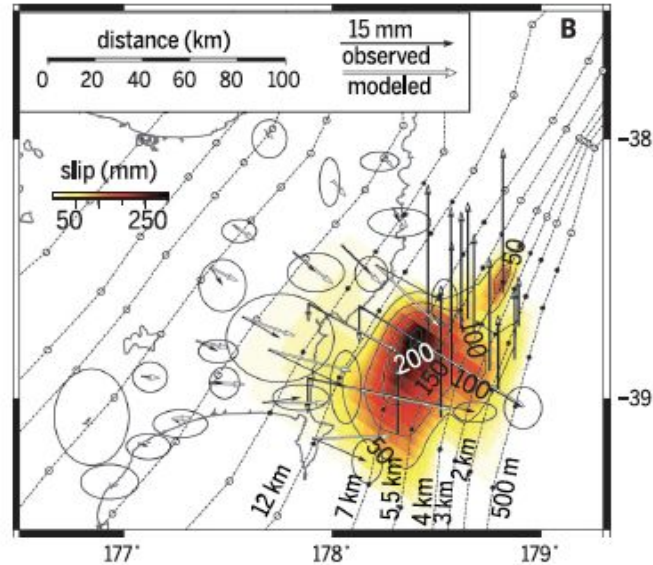 B
distance (km)
0 20 40 60 80 100
15 mm
observed
modeled
slip (mm)
50 250
-38
-39
50
200
150
100
100
50
12 km
7 km
5.5 km
4 km
3 km
2 km
500 m
177° 178° 179°